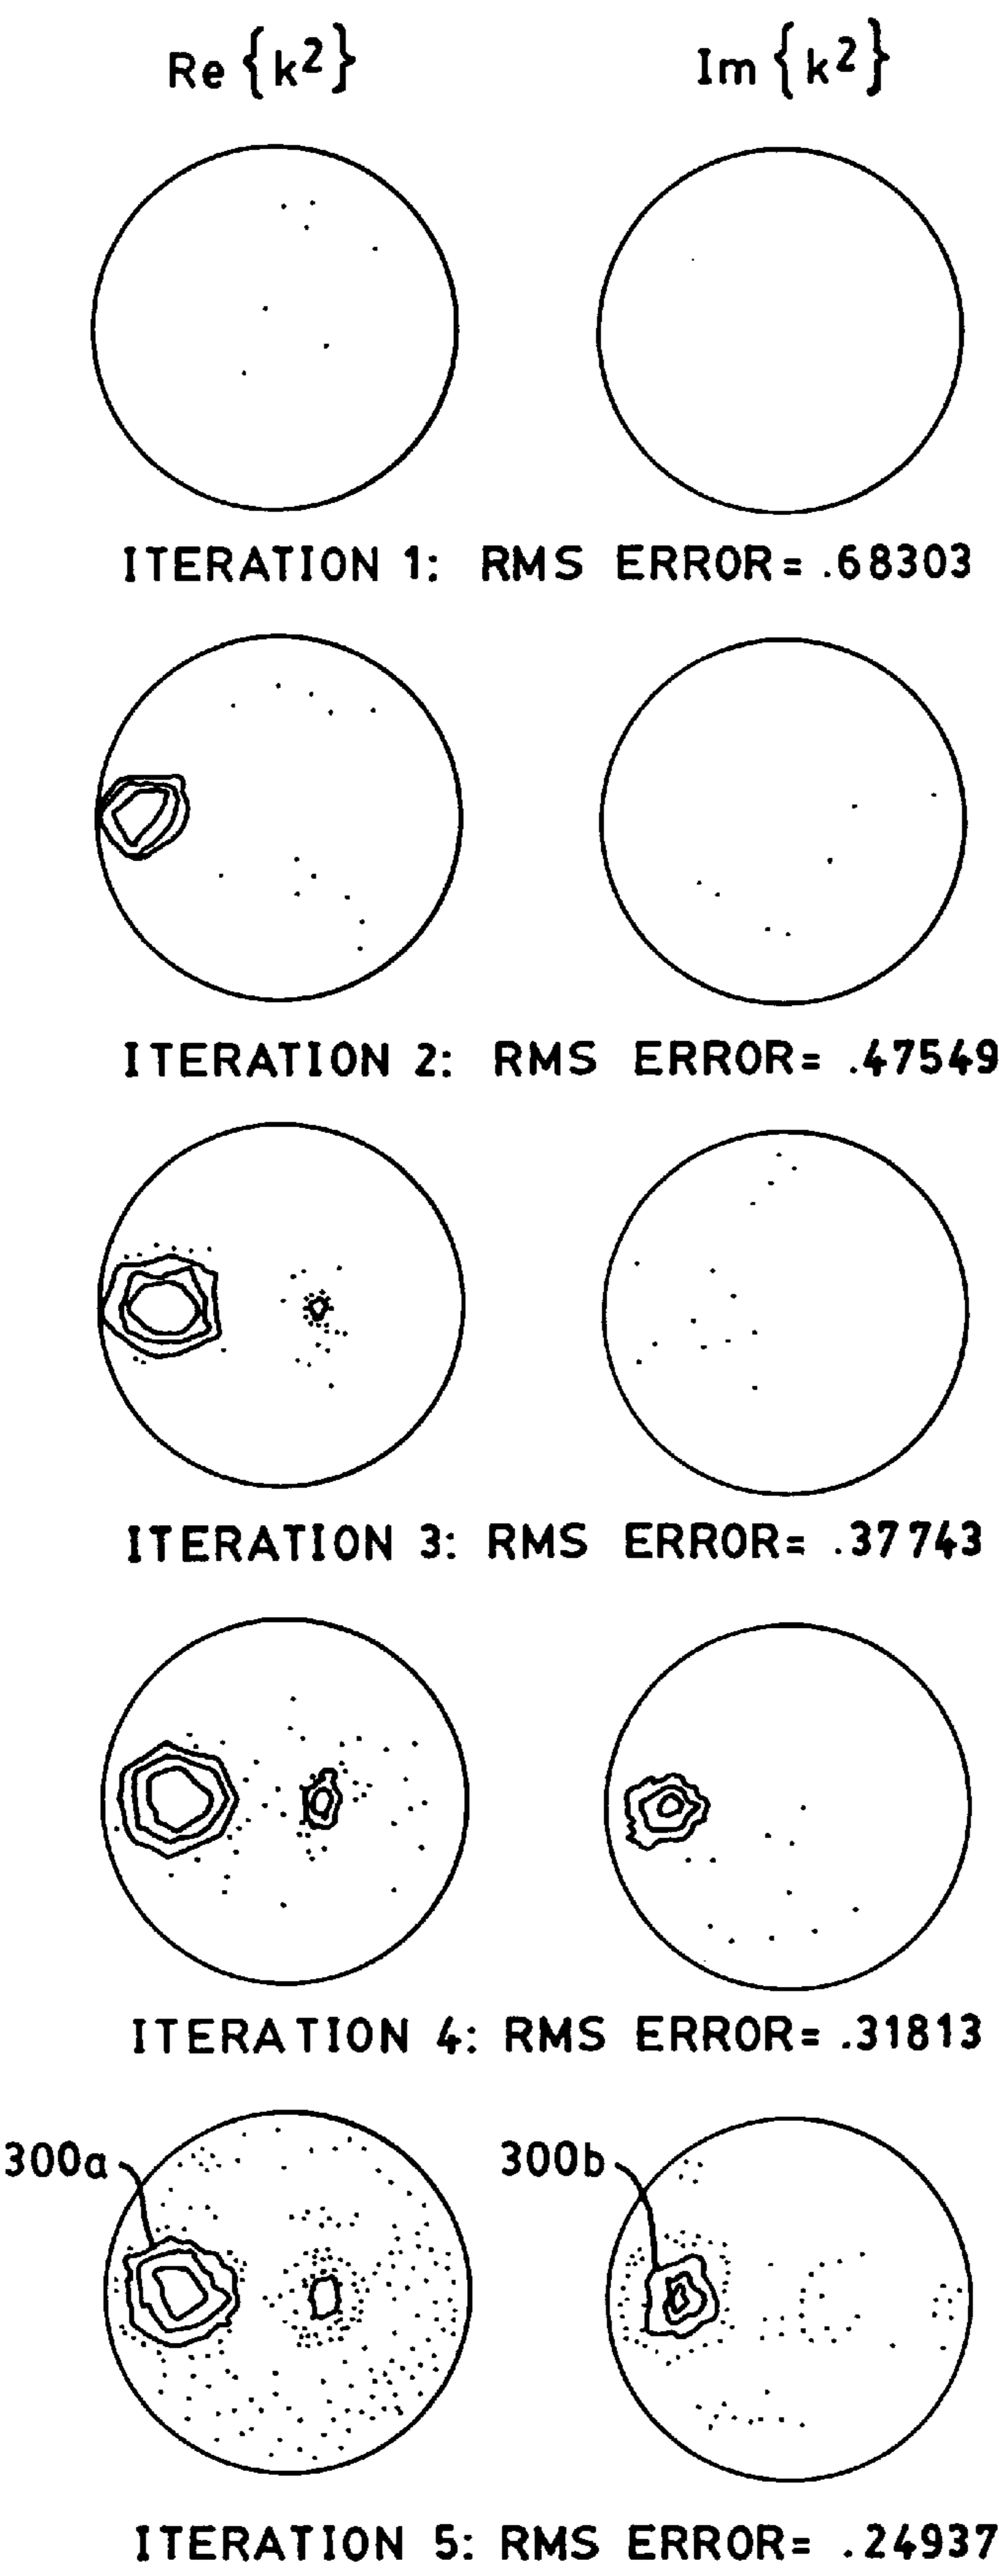 Re {k²} Im {k²}
ITERATION 1: RMS ERROR= .68303
ITERATION 2: RMS ERROR= .47549
ITERATION 3: RMS ERROR= .37743
ITERATION 4: RMS ERROR= .31813
300a 300b
ITERATION 5: RMS ERROR= .24937